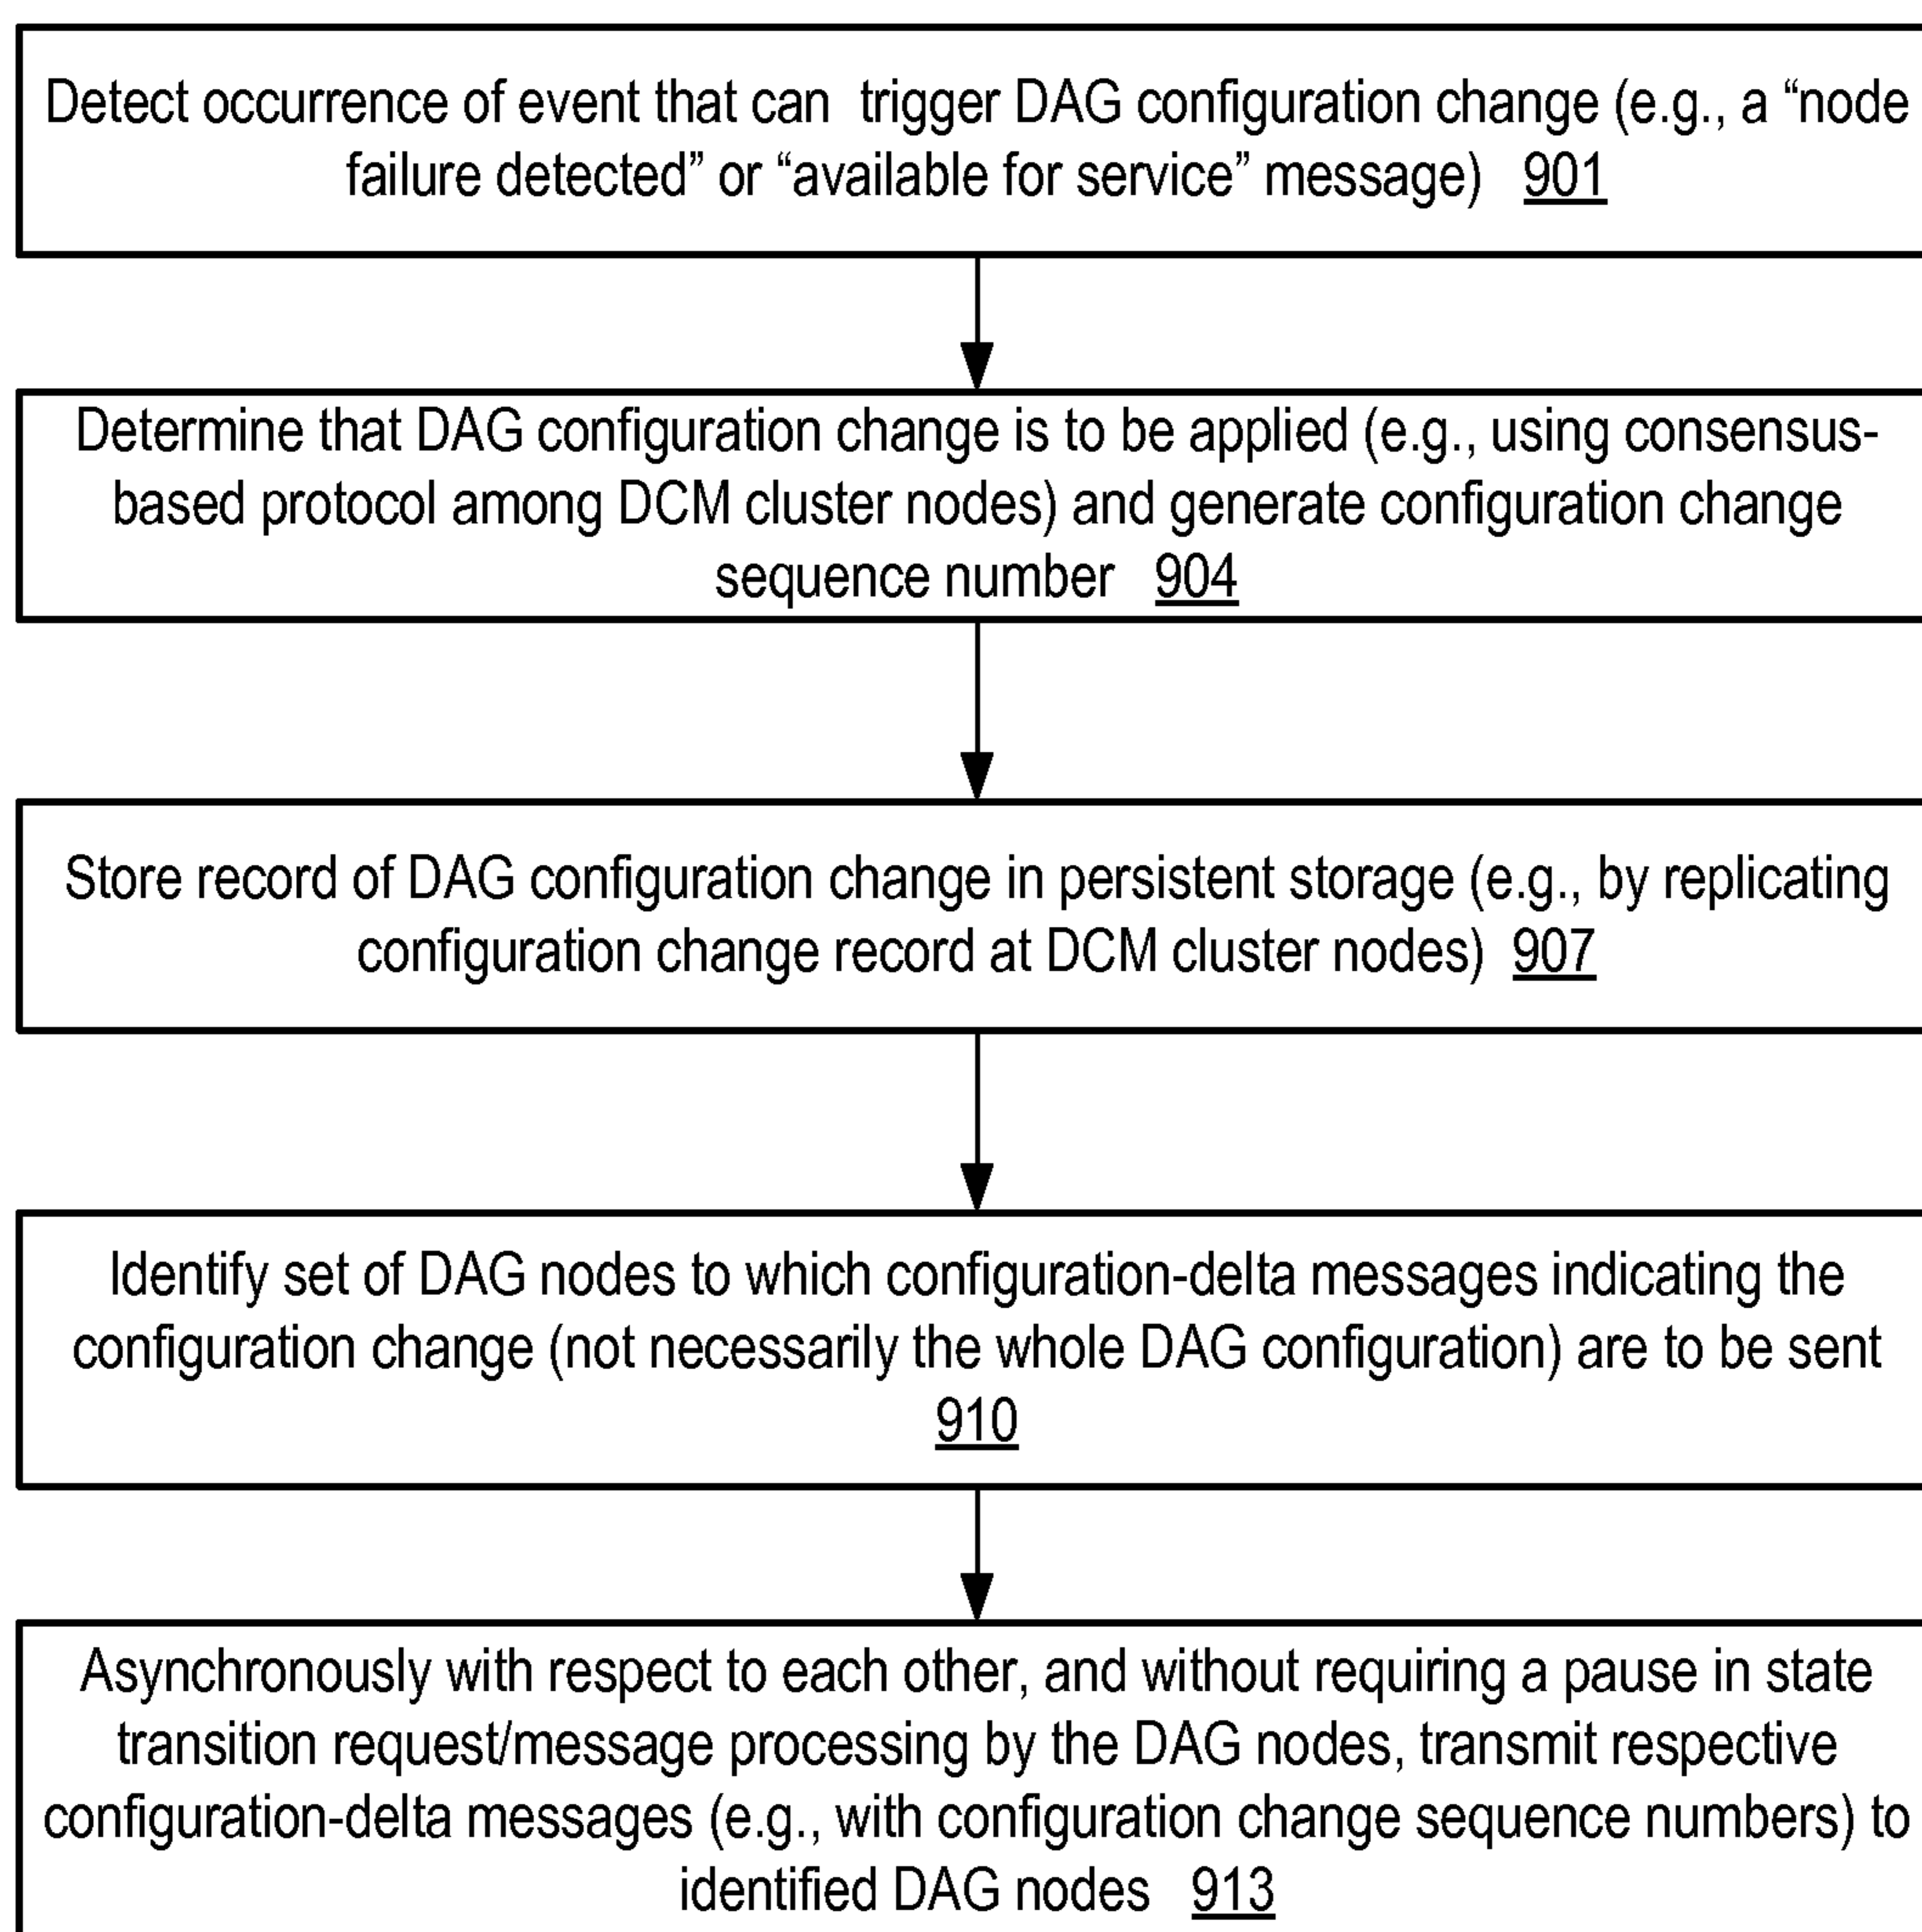 Detect occurrence of event that can trigger DAG configuration change (e.g., a “node
failure detected” or “available for service” message) 901
Determine that DAG configuration change is to be applied (e.g., using consensus-
based protocol among DCM cluster nodes) and generate configuration change
sequence number 904
Store record of DAG configuration change in persistent storage (e.g., by replicating
configuration change record at DCM cluster nodes) 907
Identify set of DAG nodes to which configuration-delta messages indicating the
configuration change (not necessarily the whole DAG configuration) are to be sent
910
Asynchronously with respect to each other, and without requiring a pause in state
transition request/message processing by the DAG nodes, transmit respective
configuration-delta messages (e.g., with configuration change sequence numbers) to
identified DAG nodes 913